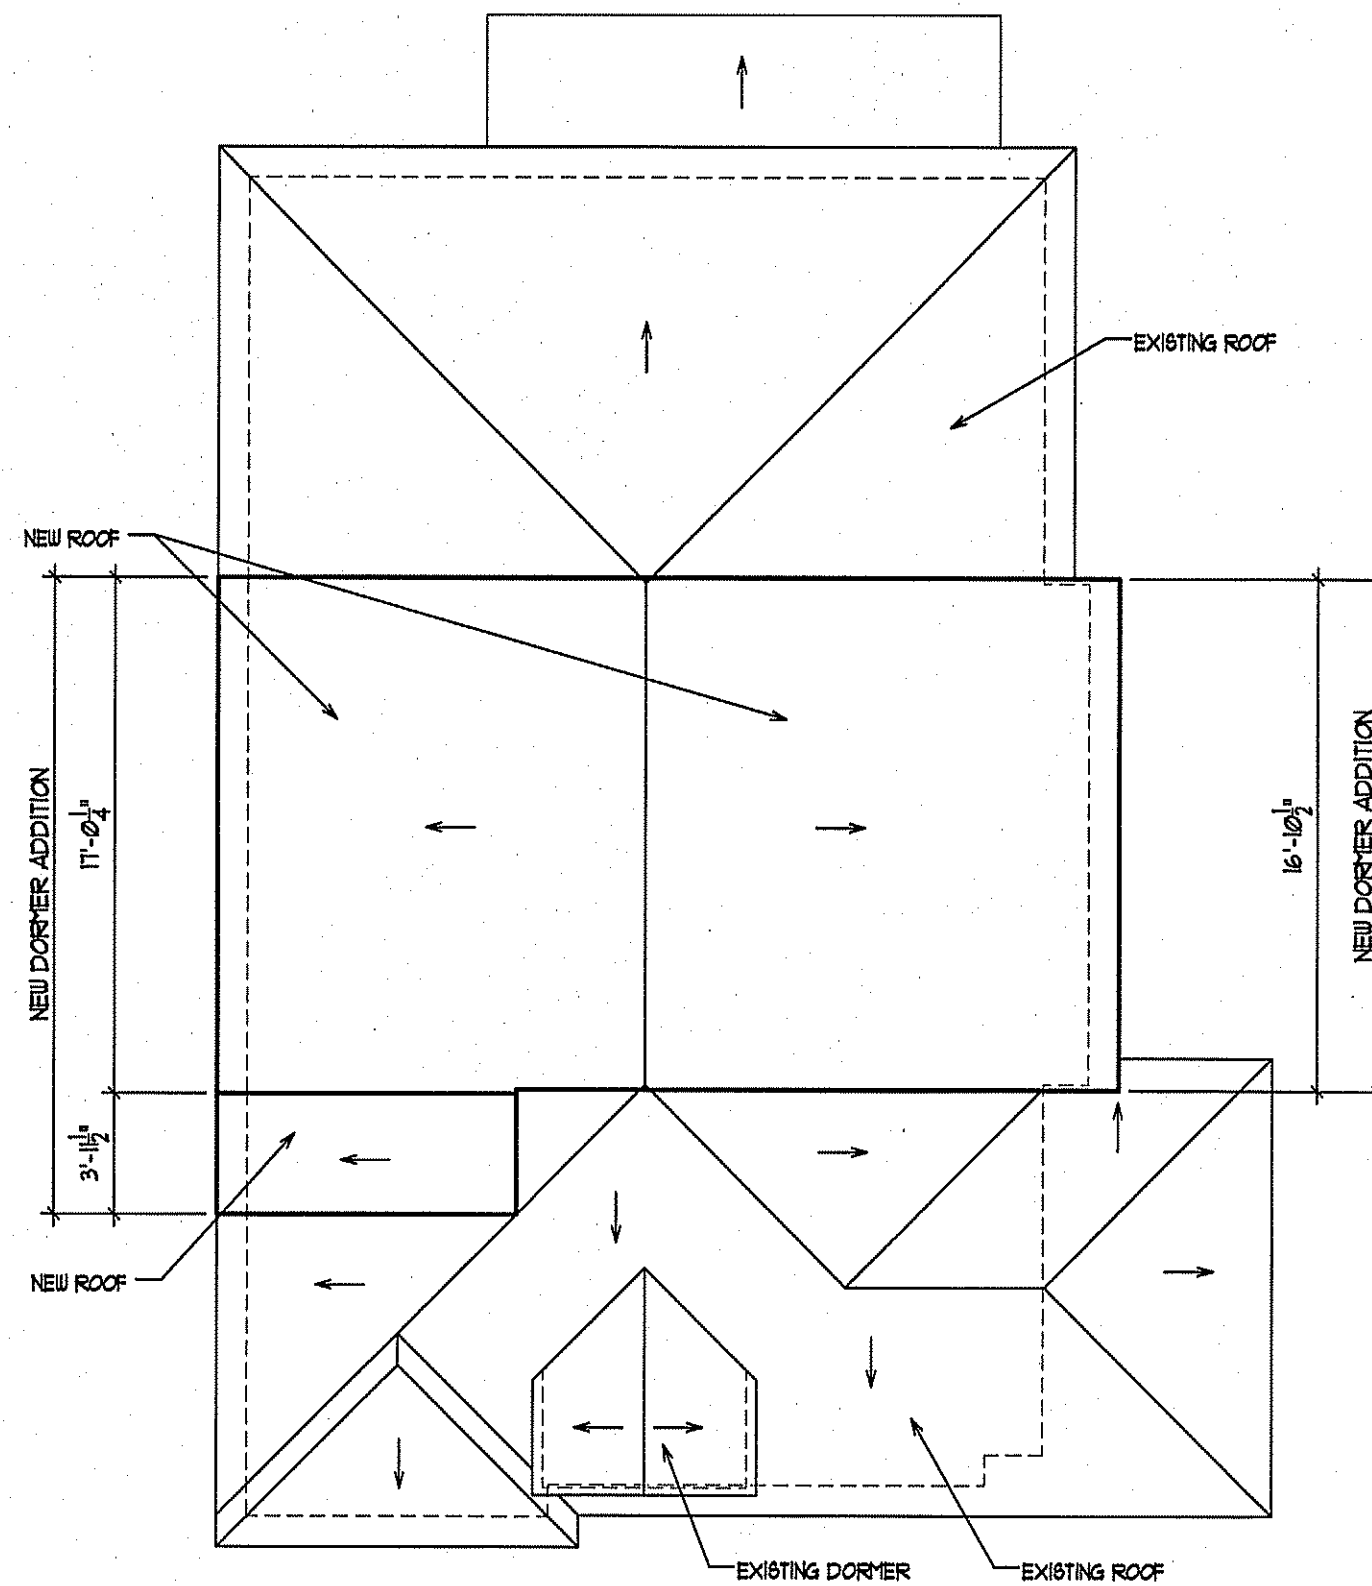 EXISTING ROOF
NEW ROOF
NEW DORMER ADDITION
17'-0 1/4"
16'-10 1/2"
NEW DORMER ADDITION
3'-11 1/2"
NEW ROOF
EXISTING DORMER
EXISTING ROOF